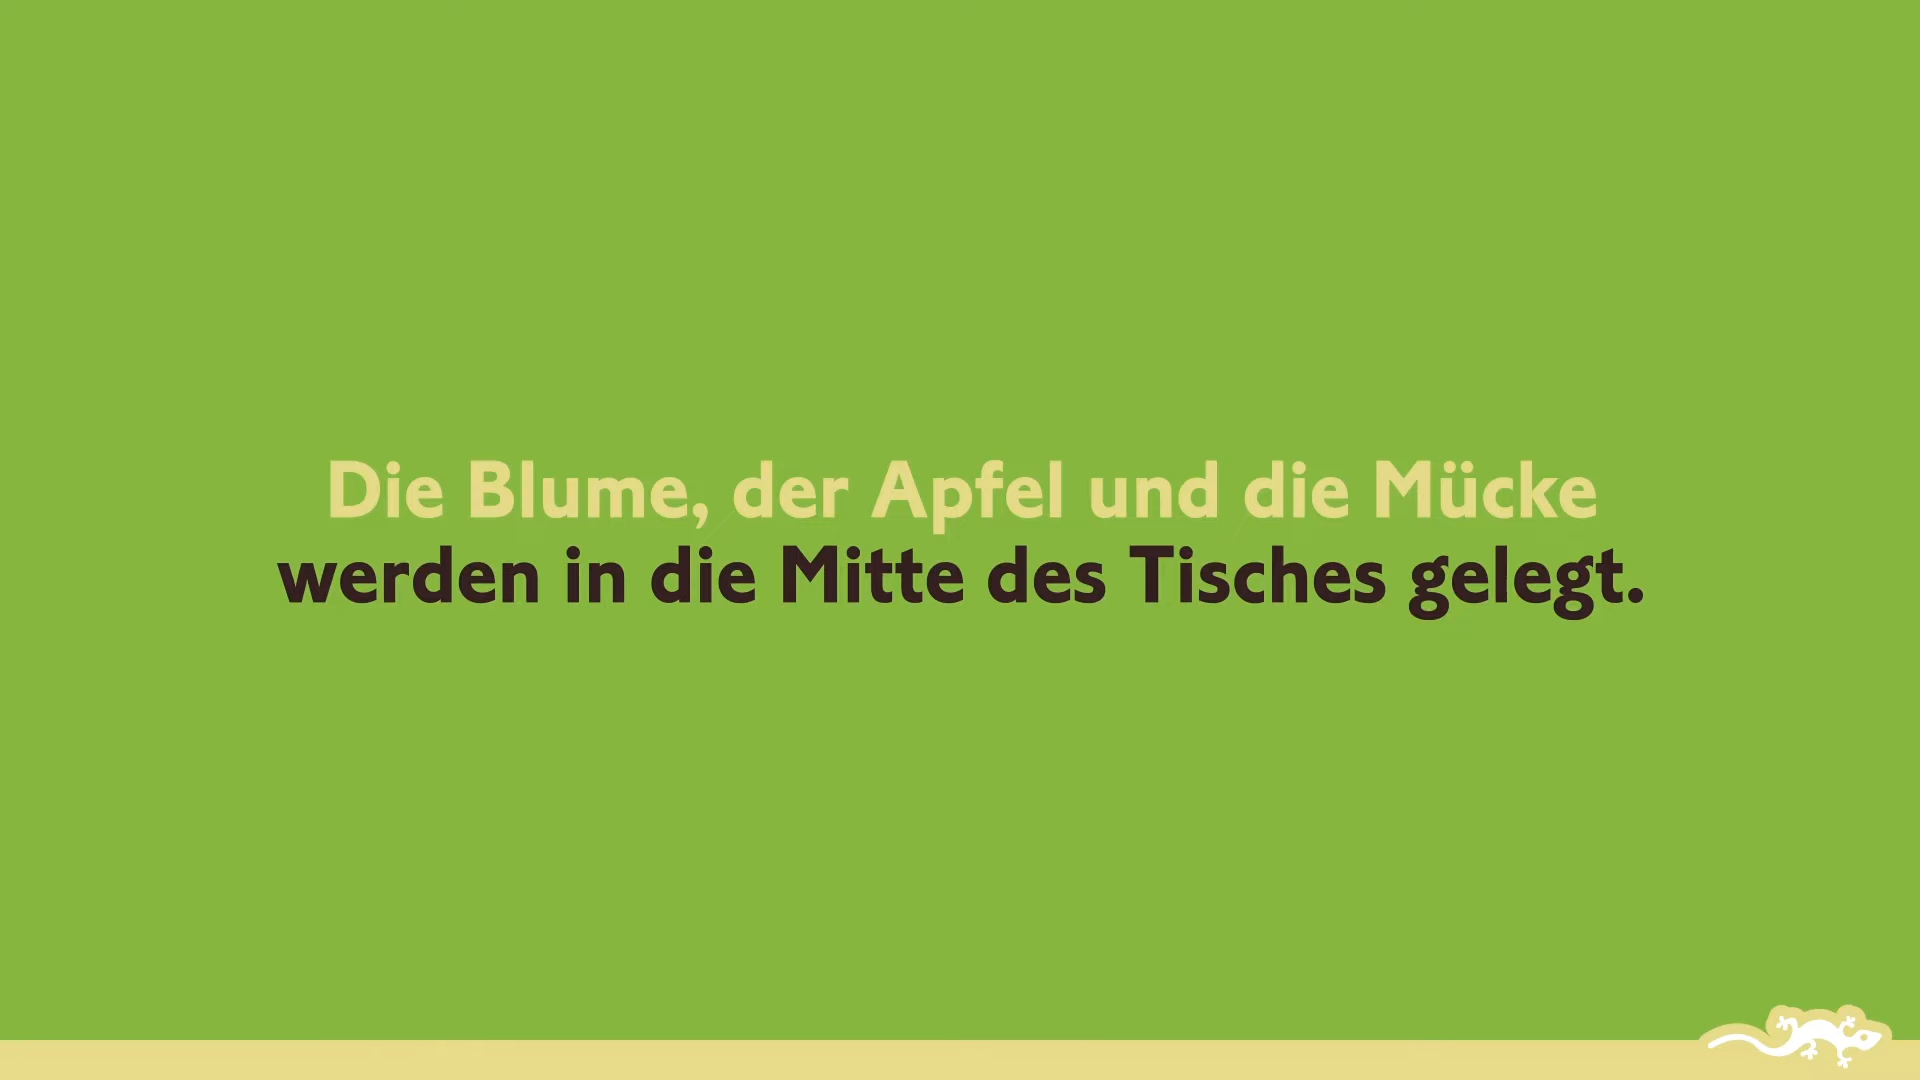 Die Blume, der Apfel und die Mücke
werden in die Mitte des Tisches gelegt.